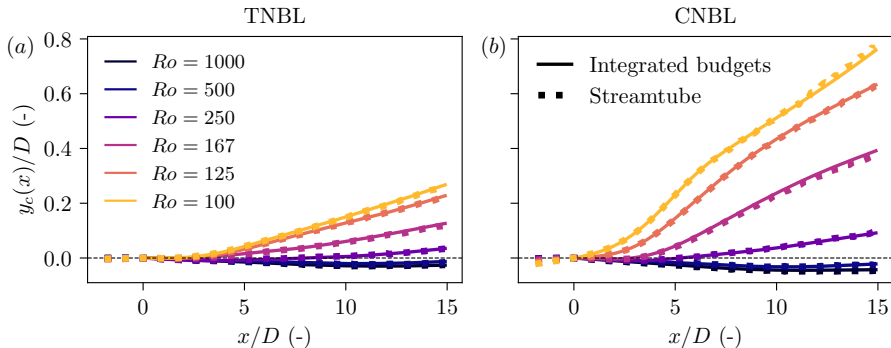 TNBL
CNBL
(a)
(b)
0.8
0.6
0.4
0.2
0.0
y_c(x)/D (-)
Ro = 1000
Ro = 500
Ro = 250
Ro = 167
Ro = 125
Ro = 100
Integrated budgets
Streamtube
0 5 10 15
0 5 10 15
x/D (-)
x/D (-)